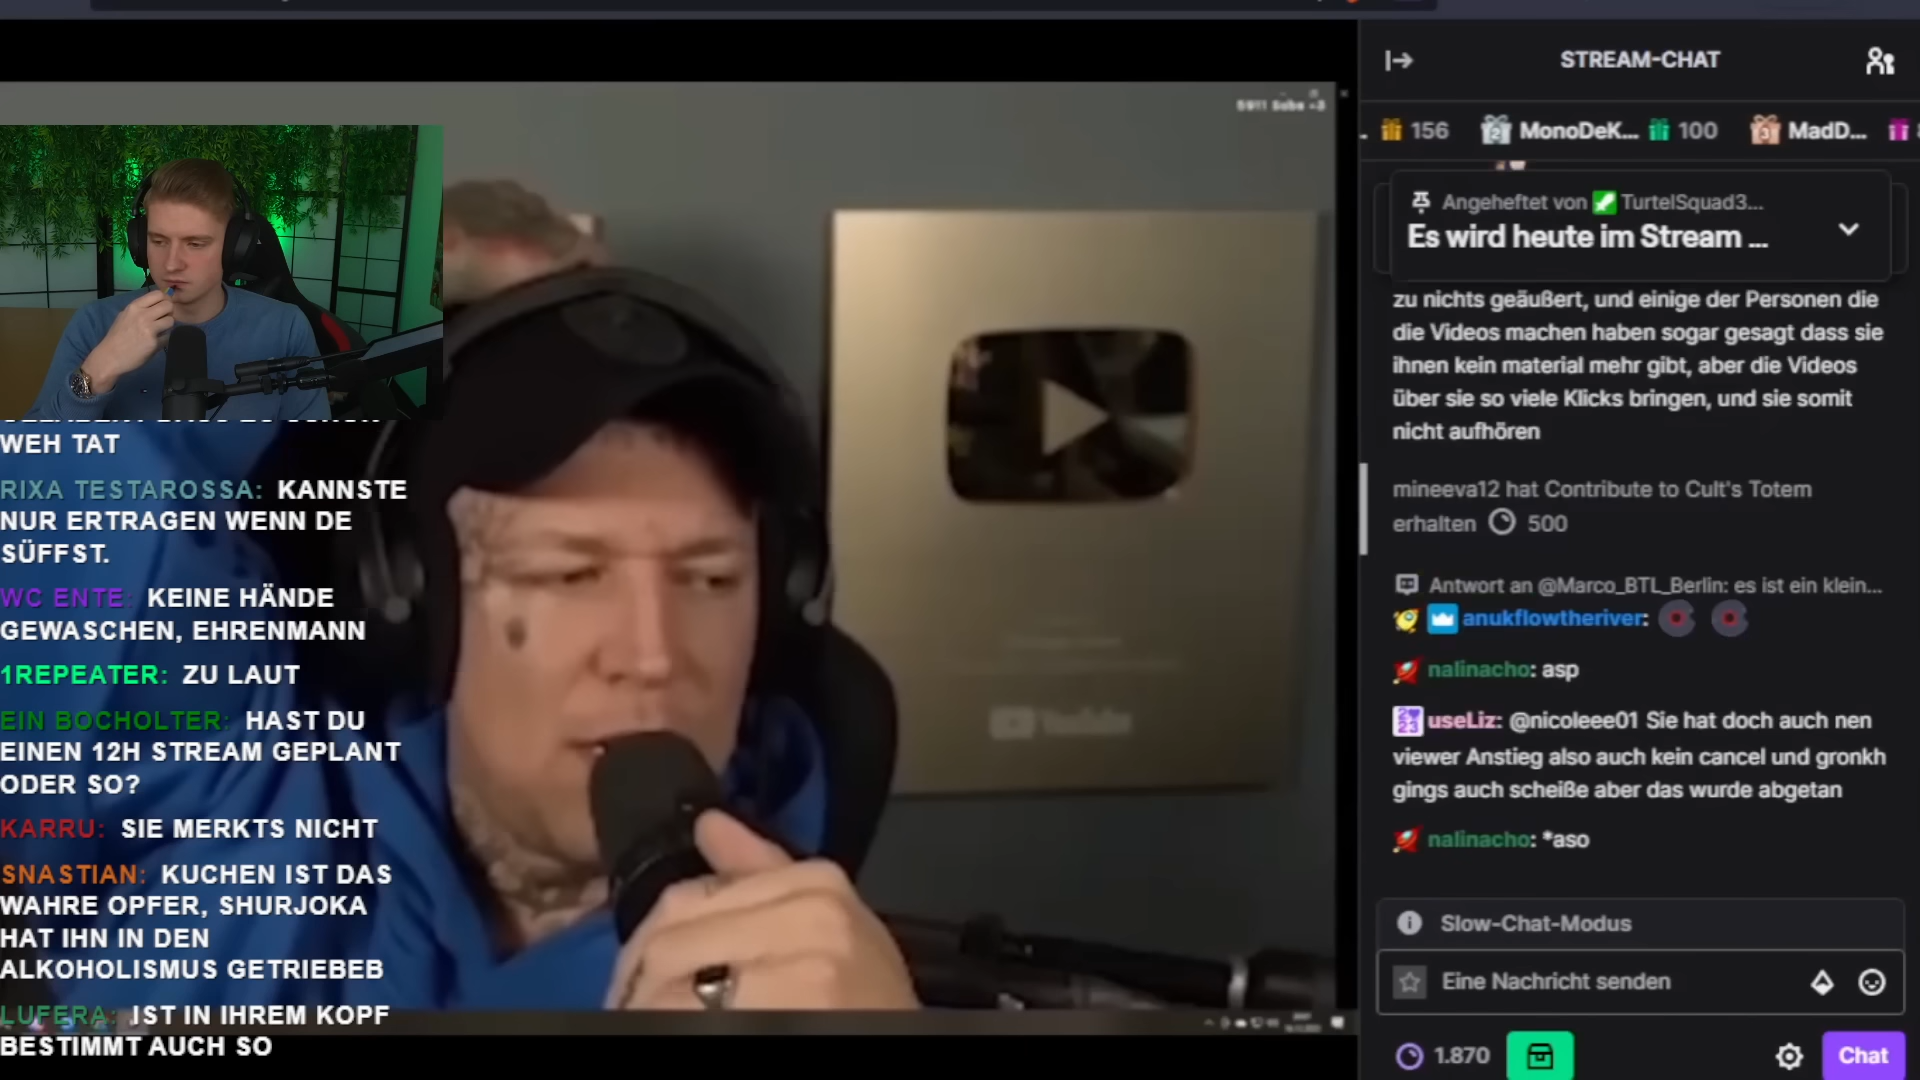 5911 Subs +3
WEH TAT
RIXA TESTAROSSA: KANNSTE
NUR ERTRAGEN WENN DE
SÜFFST.
WC ENTE: KEINE HÄNDE
GEWASCHEN, EHRENMANN
1REPEATER: ZU LAUT
EIN BOCHOLTER: HAST DU
EINEN 12H STREAM GEPLANT
ODER SO?
KARRU: SIE MERKTS NICHT
SNASTIAN: KUCHEN IST DAS
WAHRE OPFER, SHURJOKA
HAT IHN IN DEN
ALKOHOLISMUS GETRIEBEB
LUFERA: IST IN IHREM KOPF
BESTIMMT AUCH SO
YouTube
STREAM-CHAT
156 MonoDeK... 100 MadD...
Angeheftet von TurtelSquad3...
Es wird heute im Stream ...
zu nichts geäußert, und einige der Personen die
die Videos machen haben sogar gesagt dass sie
ihnen kein material mehr gibt, aber die Videos
über sie so viele Klicks bringen, und sie somit
nicht aufhören
mineeva12 hat Contribute to Cult's Totem
erhalten 500
Antwort an @Marco_BTL_Berlin: es ist ein klein...
anukflowtheriver:
nalinacho: asp
useLiz: @nicoleee01 Sie hat doch auch nen
viewer Anstieg also auch kein cancel und gronkh
gings auch scheiße aber das wurde abgetan
nalinacho: *aso
Slow-Chat-Modus
Eine Nachricht senden
1.870
Chat